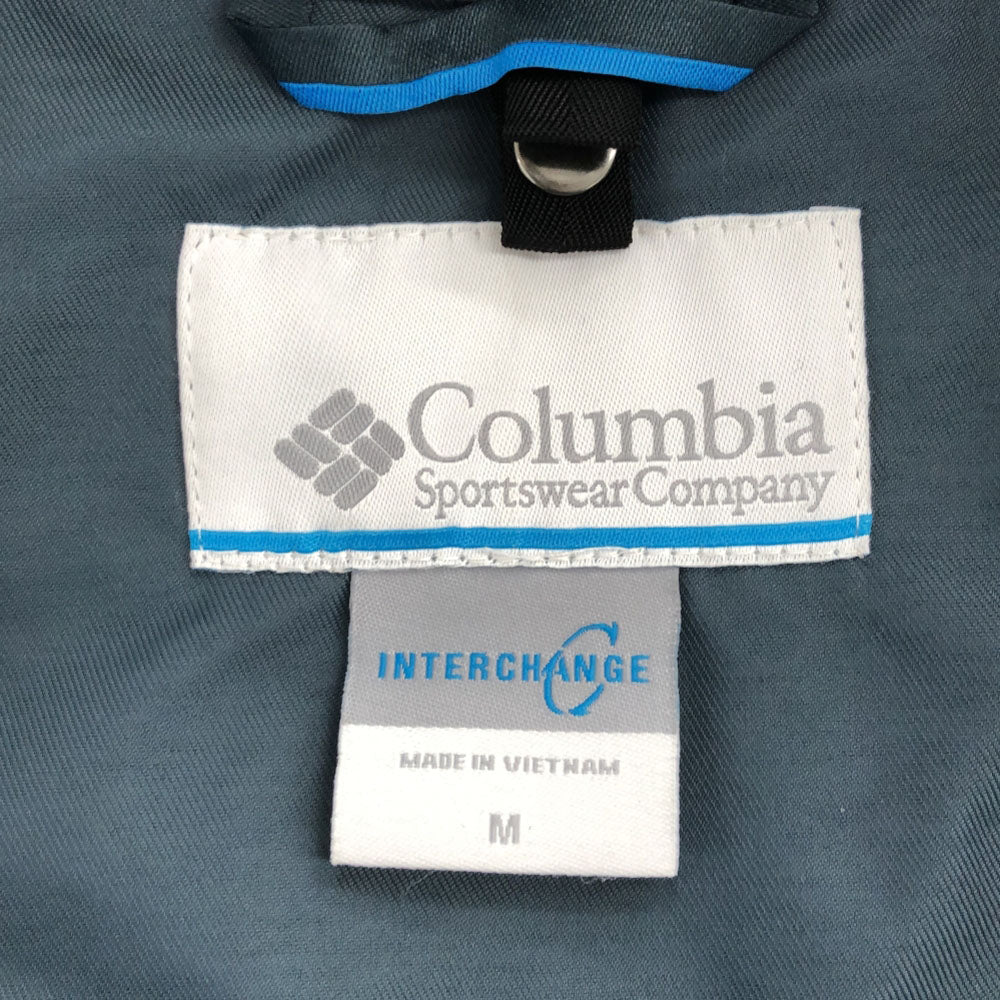 Columbia
Sportswear Company
INTERCHANGE
MADE IN VIETNAM
M